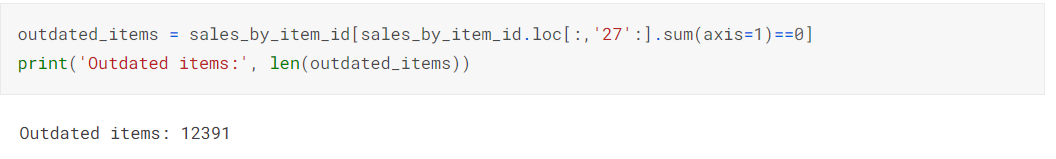 outdated_items = sales_by_item_id[sales_by_item_id.loc[:,'27':].sum(axis=1)==0]
print('Outdated items:', len(outdated_items))
Outdated items: 12391